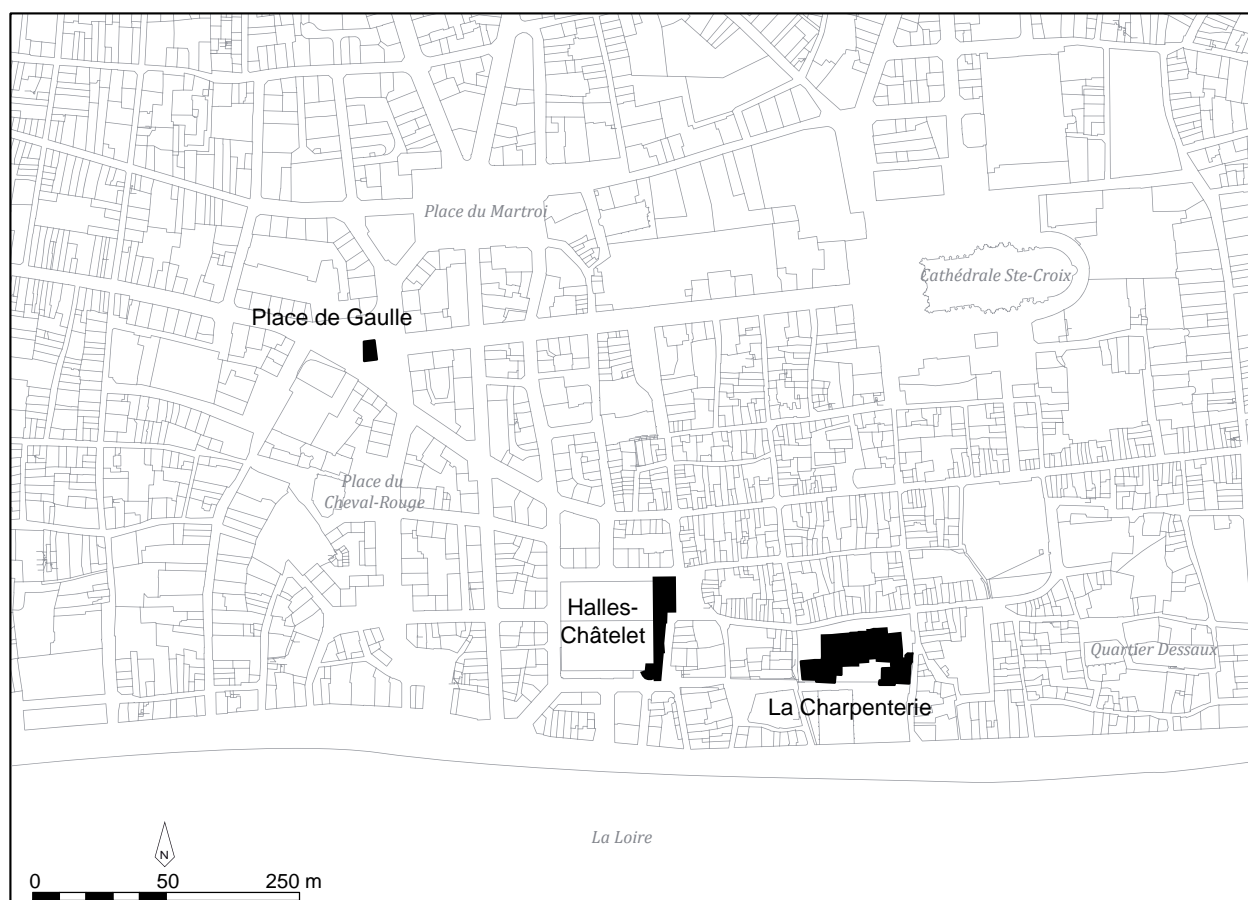 Place du Martroi
Cathédrale Ste-Croix
Place de Gaulle
Place du
Cheval-Rouge
Halles-
Châtelet
Quartier Dessaux
La Charpenterie
La Loire
N
0 50 250 m